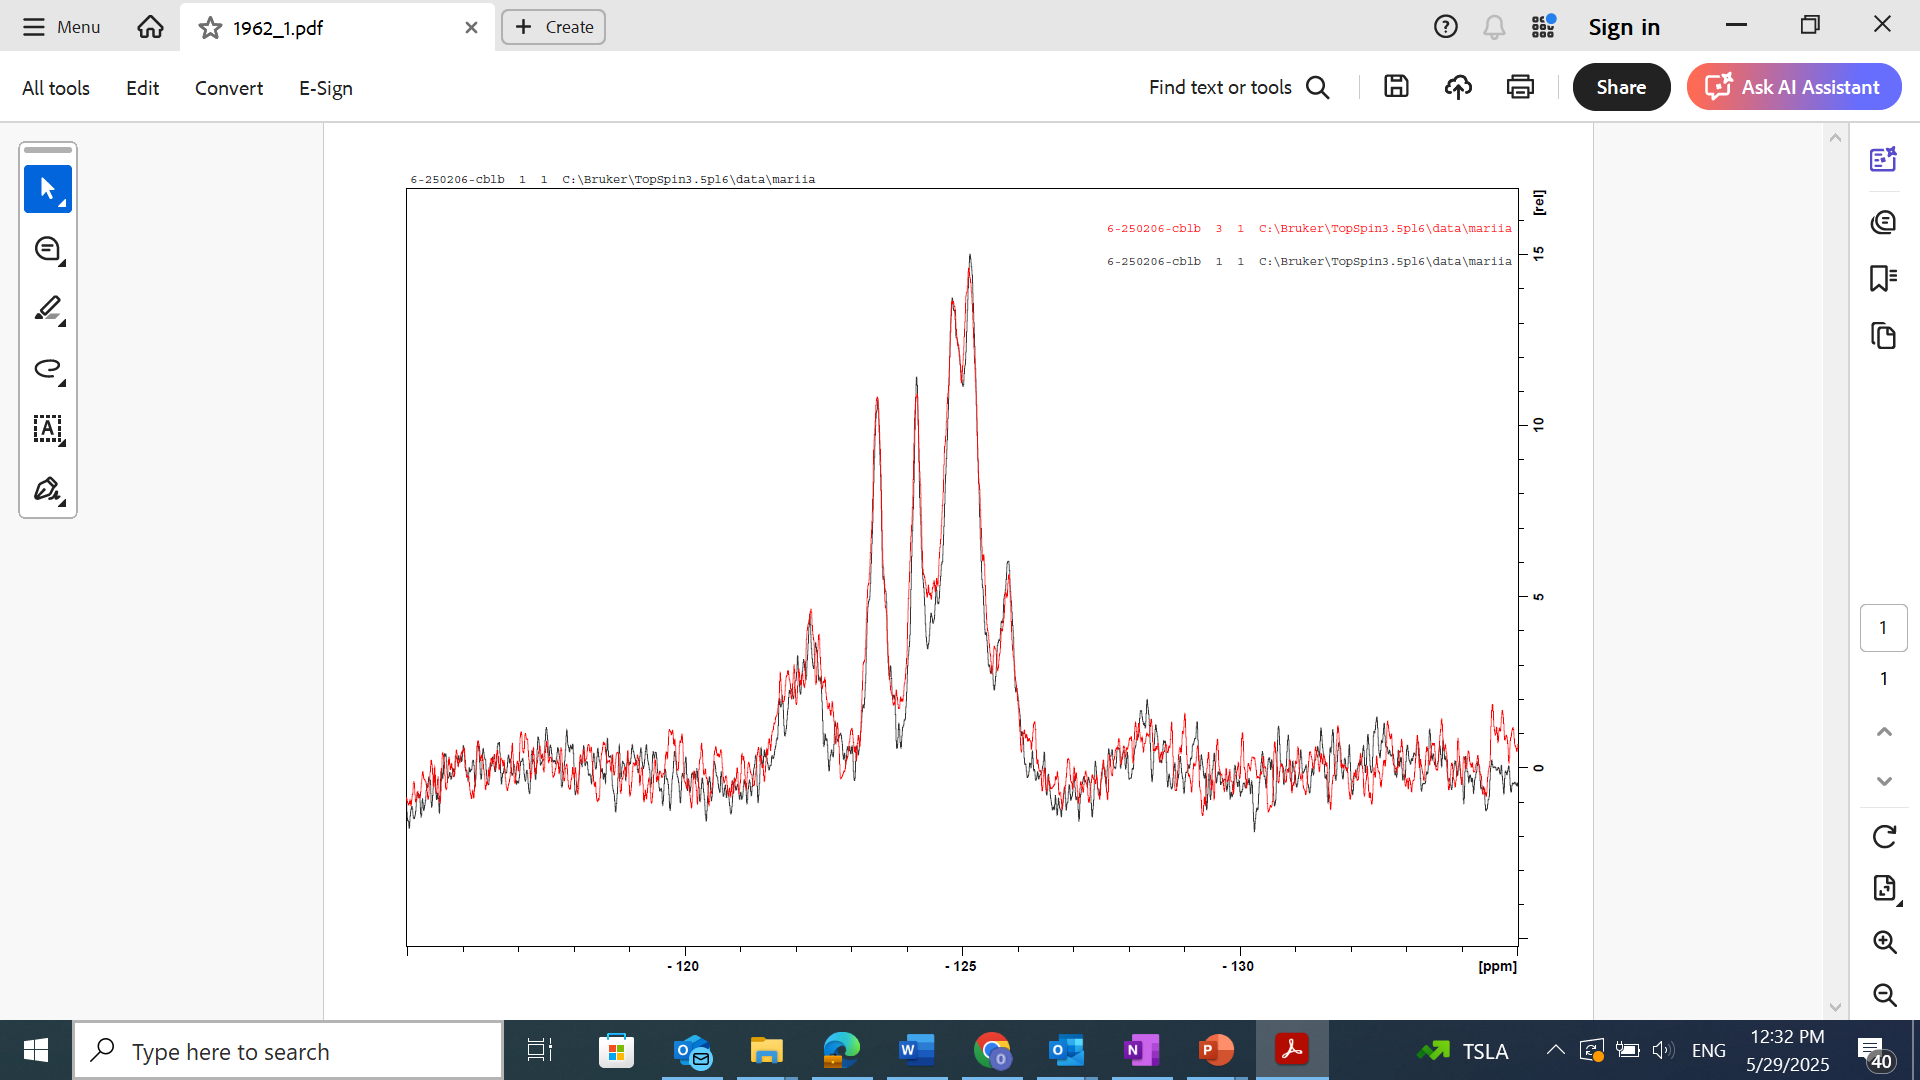 Menu
1962_1.pdf
Create
Sign in
All tools
Edit
Convert
E-Sign
Find text or tools
Share
Ask AI Assistant
6-250206-cblb 1 1 C:\Bruker\TopSpin3.5pl6\data\mariia
[rel]
6-250206-cblb 3 1 C:\Bruker\TopSpin3.5pl6\data\mariia
6-250206-cblb 1 1 C:\Bruker\TopSpin3.5pl6\data\mariia
15
10
5
0
- 120
- 125
- 130
[ppm]
1
1
Type here to search
TSLA
ENG
12:32 PM
5/29/2025
40